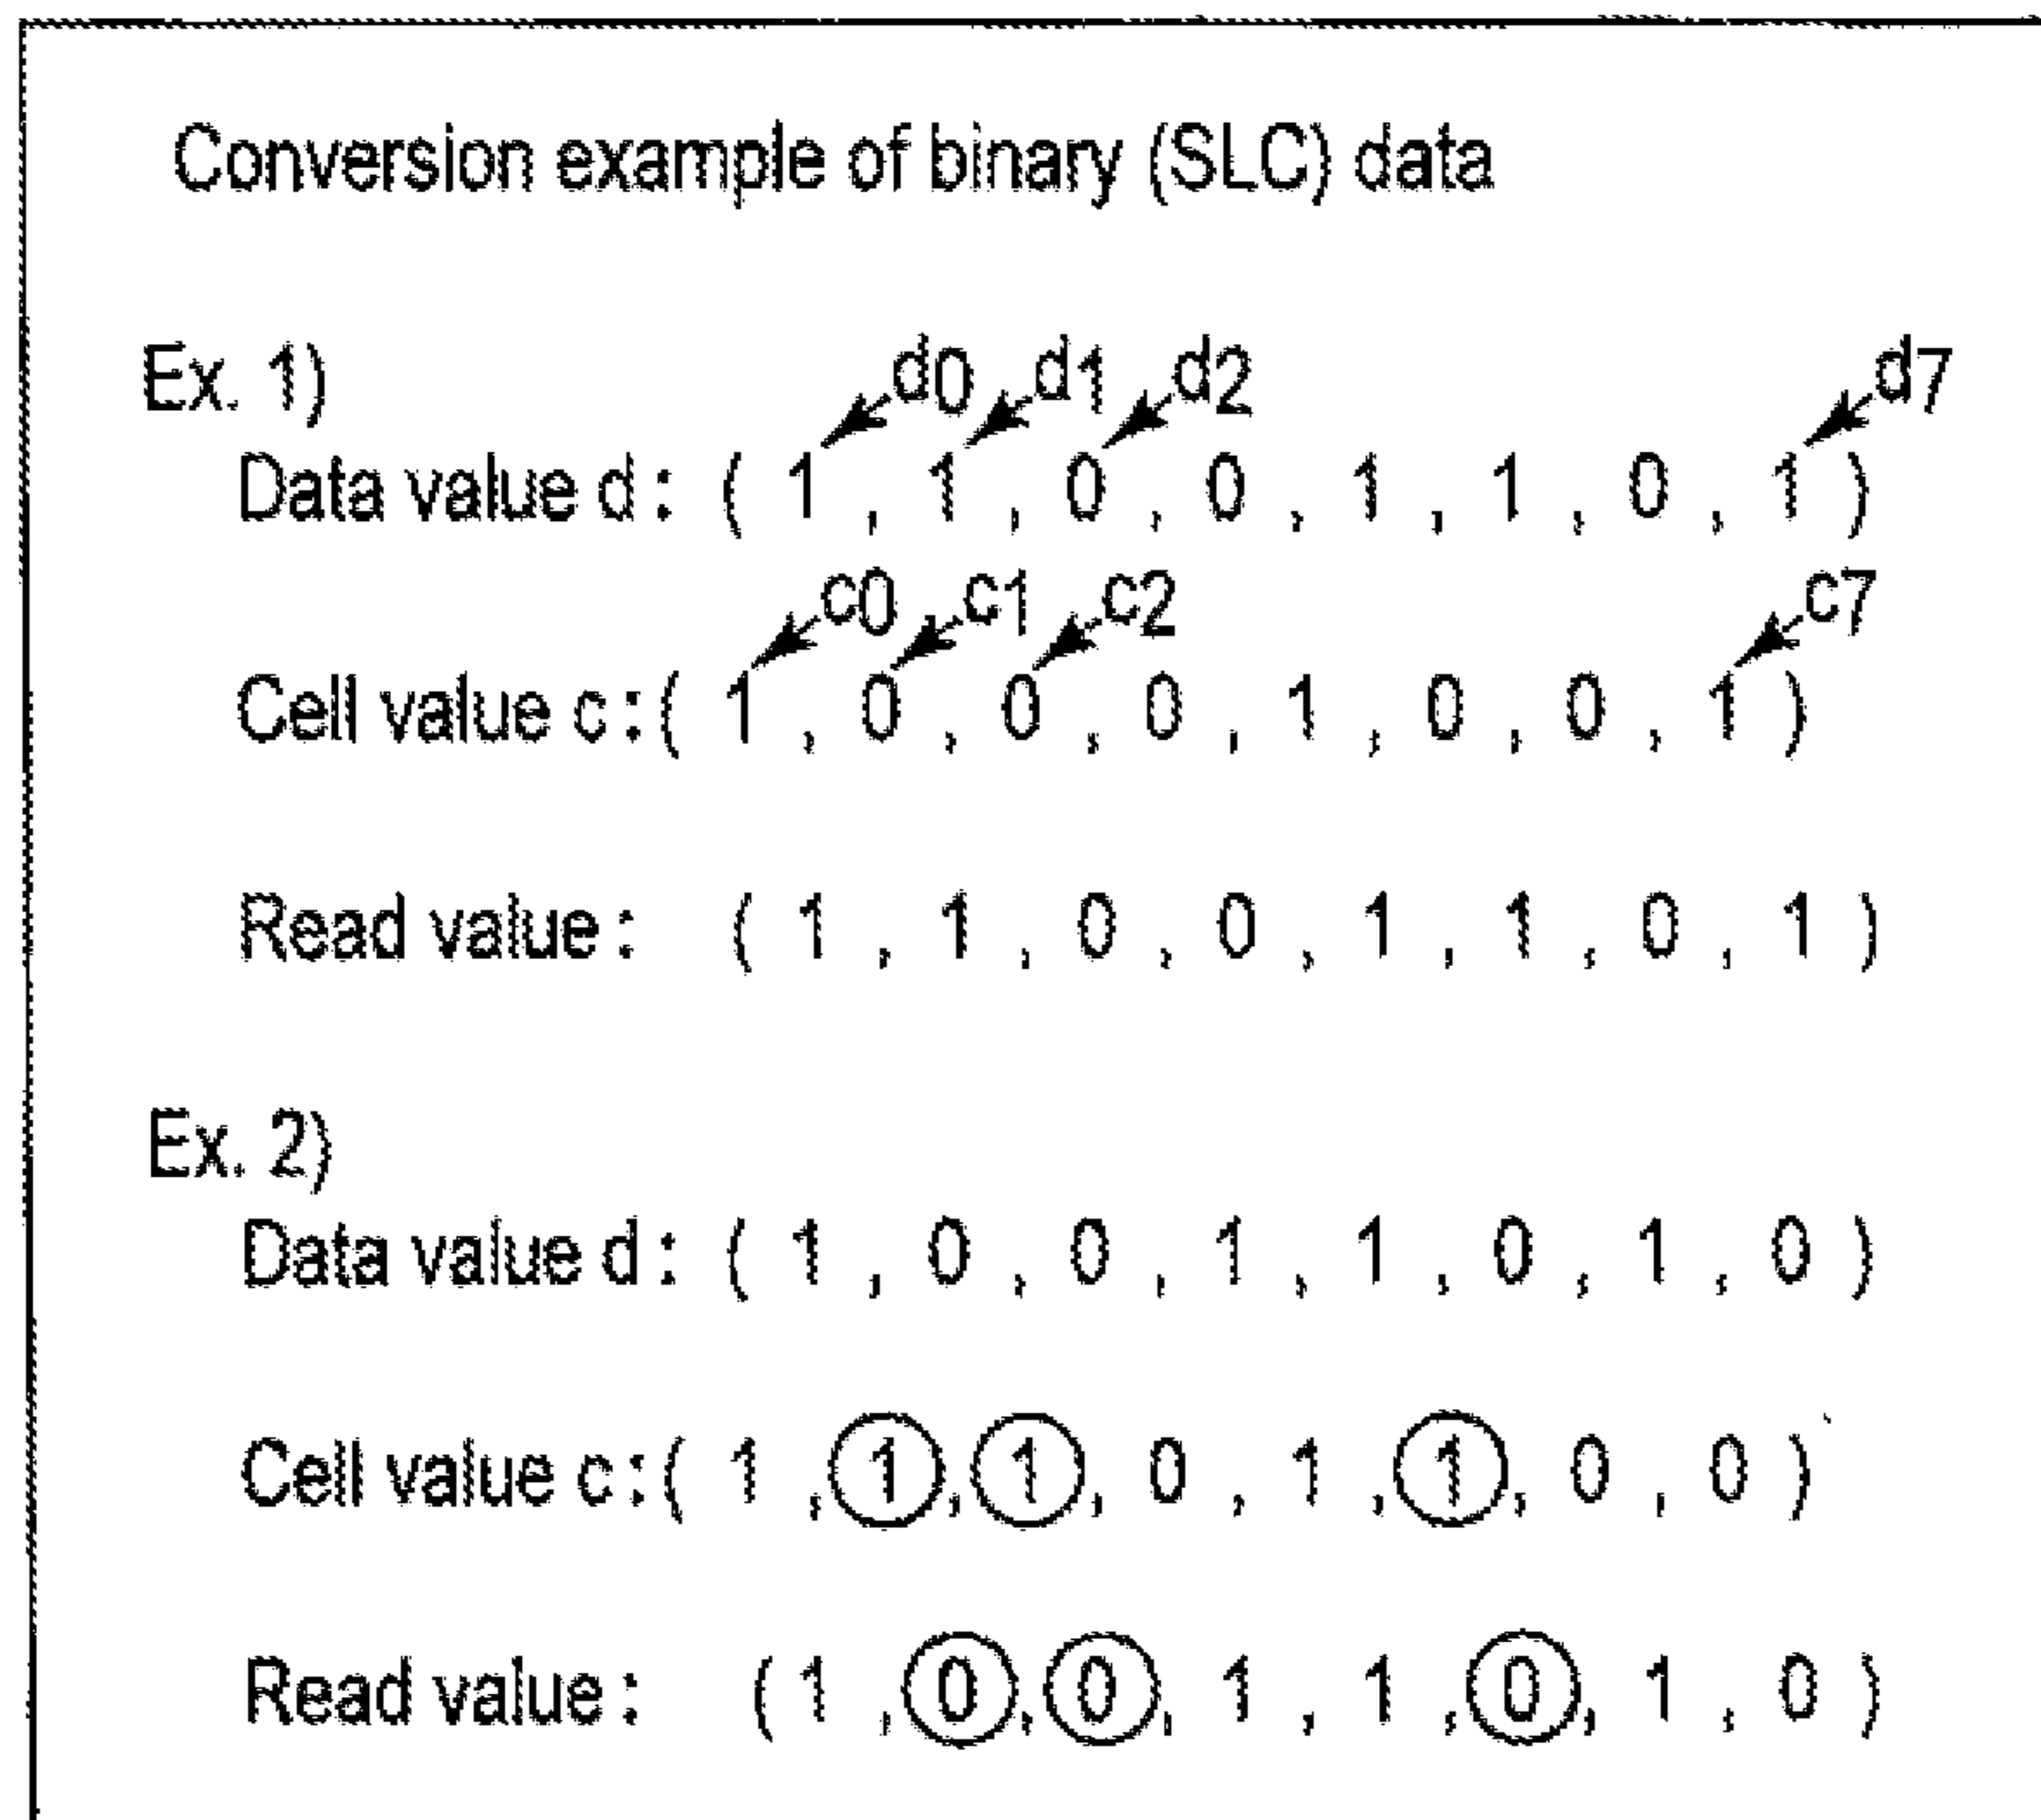 Conversion example of binary (SLC) data
Ex. 1)
d0 d1 d2 d7
Data value d : ( 1 , 1 , 0 , 0 , 1 , 1 , 0 , 1 )
c0 c1 c2 c7
Cell value c : ( 1 , 0 , 0 , 0 , 1 , 0 , 0 , 1 )
Read value : ( 1 , 1 , 0 , 0 , 1 , 1 , 0 , 1 )
Ex. 2)
Data value d : ( 1 , 0 , 0 , 1 , 1 , 0 , 1 , 0 )
Cell value c : ( 1 , 1 , 1 , 0 , 1 , 1 , 0 , 0 )
Read value : ( 1 , 0 , 0 , 1 , 1 , 0 , 1 , 0 )